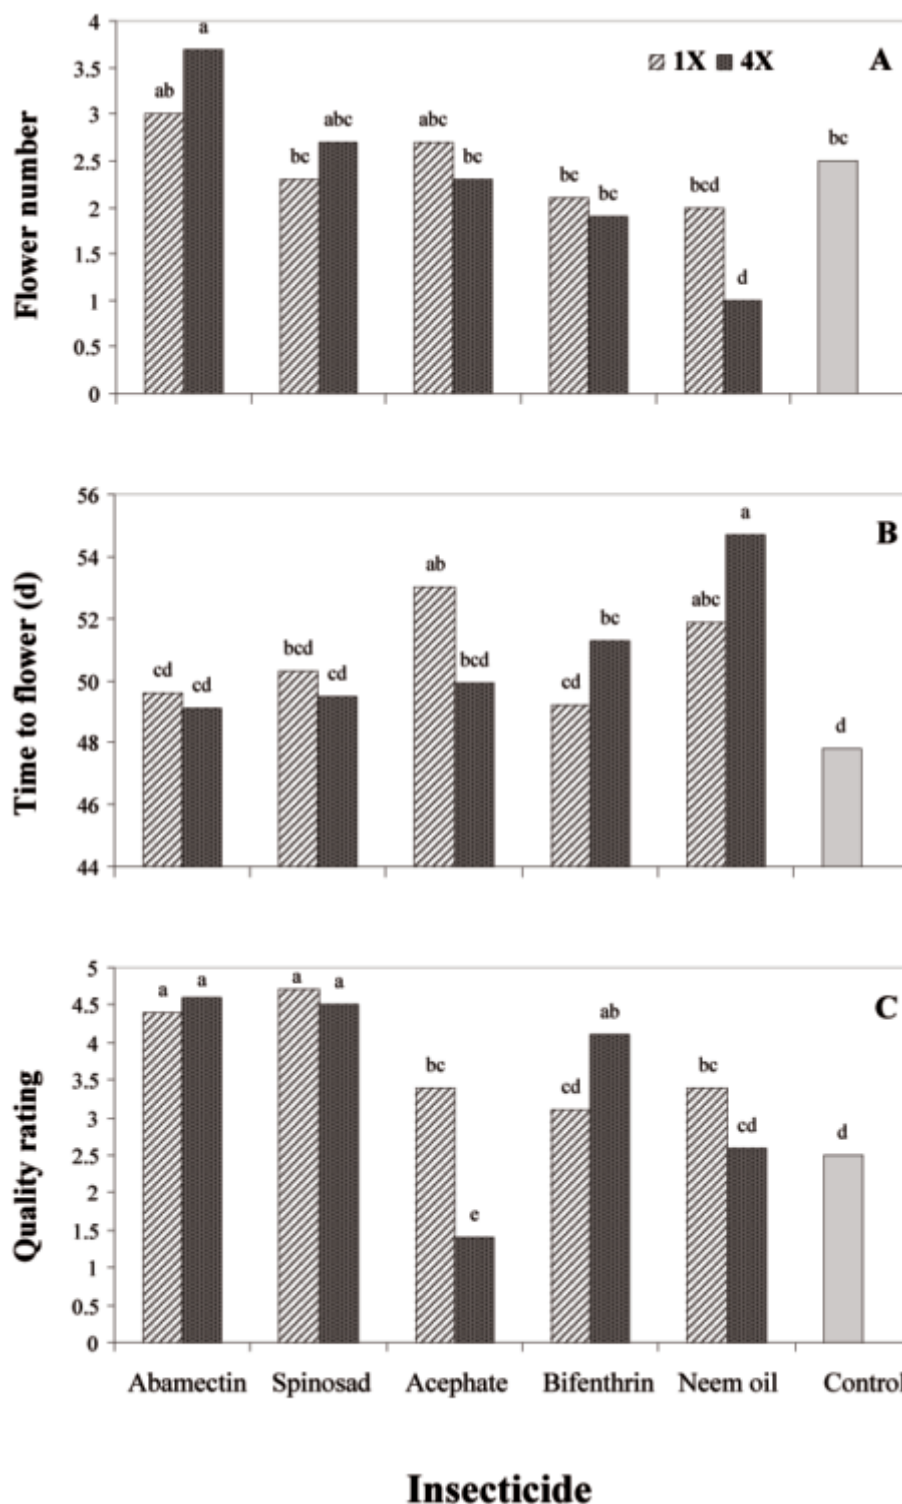 4
3.5
3
2.5
2
1.5
1
0.5
0
Flower number
1X 4X
A
ab a bc abc abc bc bc bc bcd d bc
56
54
52
50
48
46
44
Time to flower (d)
B
cd cd bcd cd ab bcd cd bc abc a d
5
4.5
4
3.5
3
2.5
2
1.5
1
0.5
0
Quality rating
C
a a a a bc e cd ab bc cd d
Abamectin Spinosad Acephate Bifenthrin Neem oil Control
Insecticide